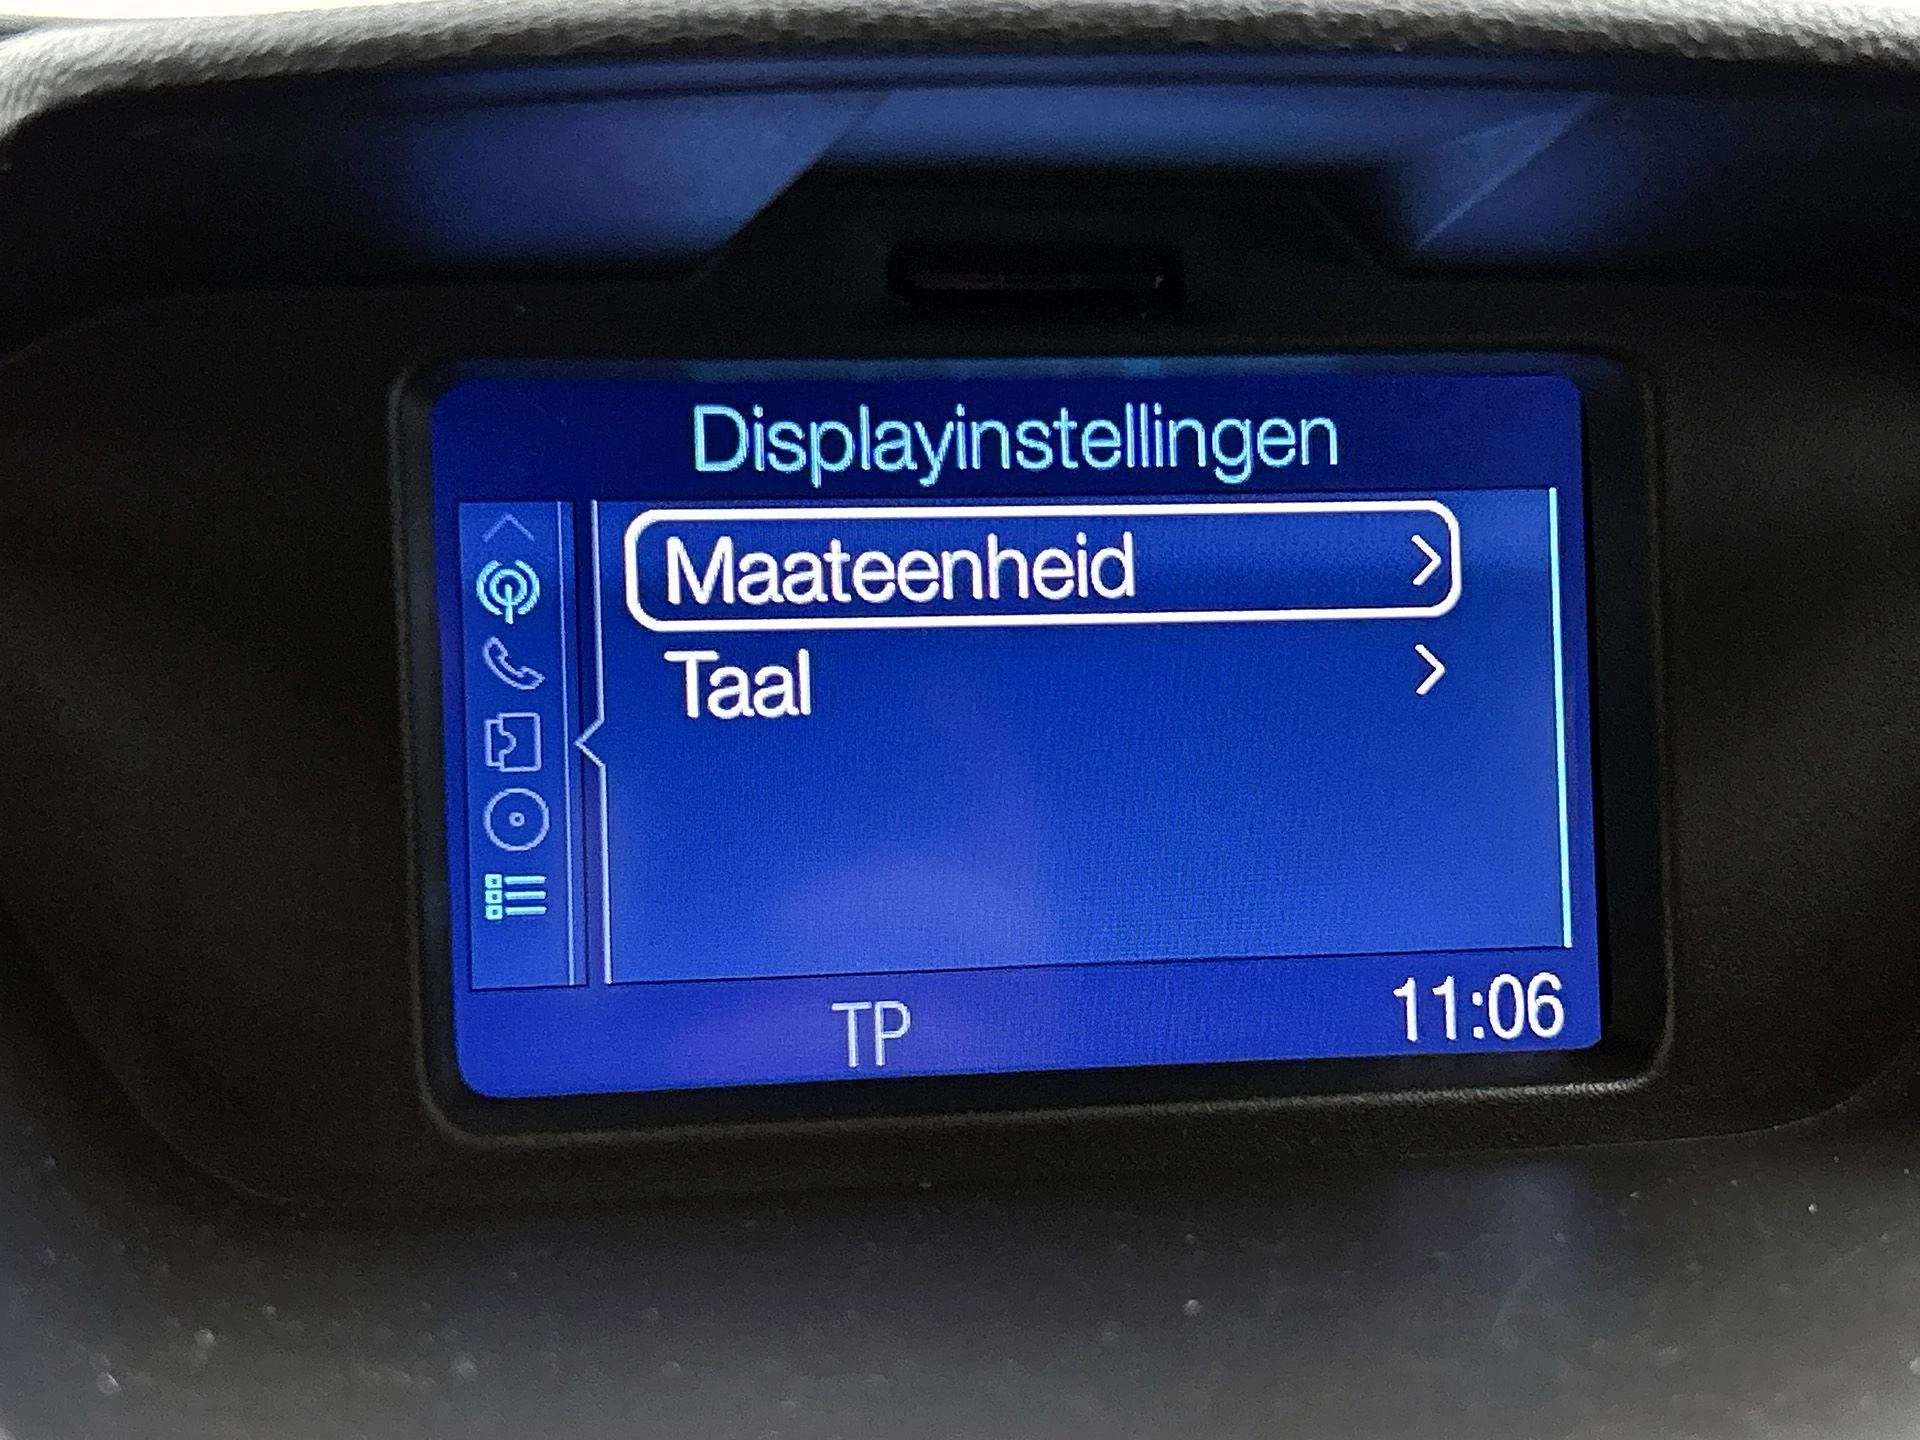 Displayinstellingen
Maateenheid
Taal
TP
11:06